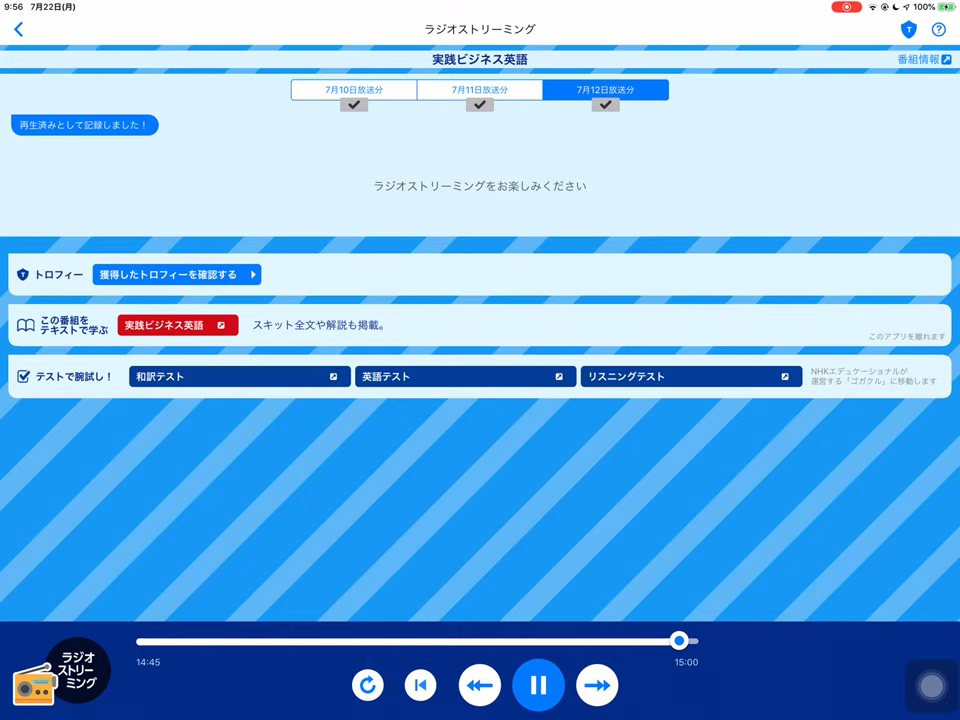 9:56 7月22日(月)
100%
ラジオストリーミング
実践ビジネス英語
番組情報
7月10日放送分 7月11日放送分 7月12日放送分
再生済みとして記録しました！
ラジオストリーミングをお楽しみください
トロフィー 獲得したトロフィーを確認する
この番組を
テキストで学ぶ
実践ビジネス英語 スキット全文や解説も掲載。
このアプリを離れます
テストで腕試し！ 和訳テスト 英語テスト リスニングテスト
NHKエデュケーショナルが
運営する「ゴガクル」に移動します
14:45 15:00
ラジオ
ストリー
ミング